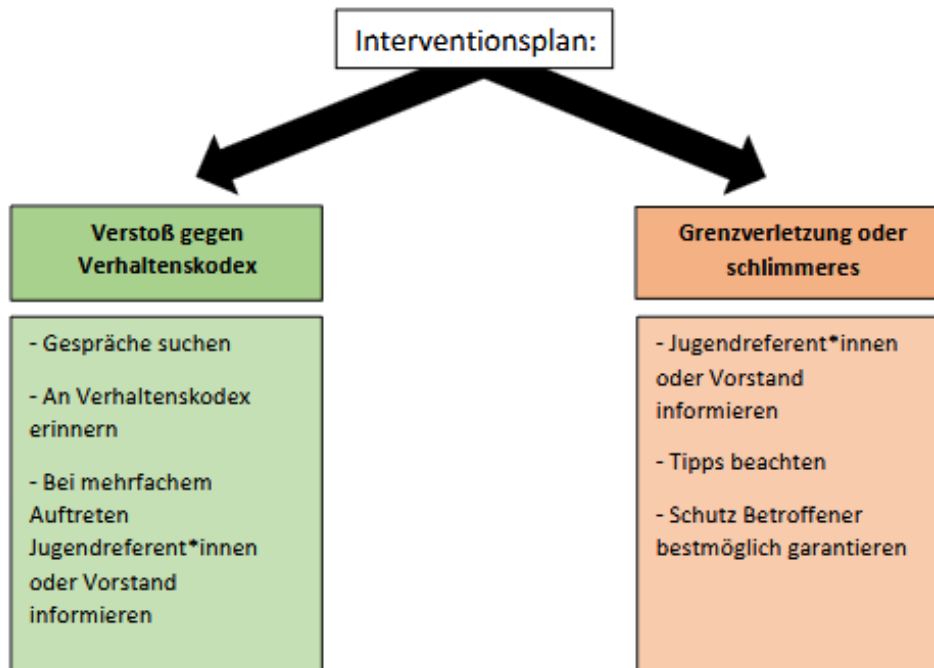 Interventionsplan:
Verstoß gegen
Verhaltenskodex
- Gespräche suchen
- An Verhaltenskodex
erinnern
- Bei mehrfachem
Auftreten
Jugendreferent*innen
oder Vorstand
informieren
Grenzverletzung oder
schlimmeres
- Jugendreferent*innen
oder Vorstand
informieren
- Tipps beachten
- Schutz Betroffener
bestmöglich garantieren